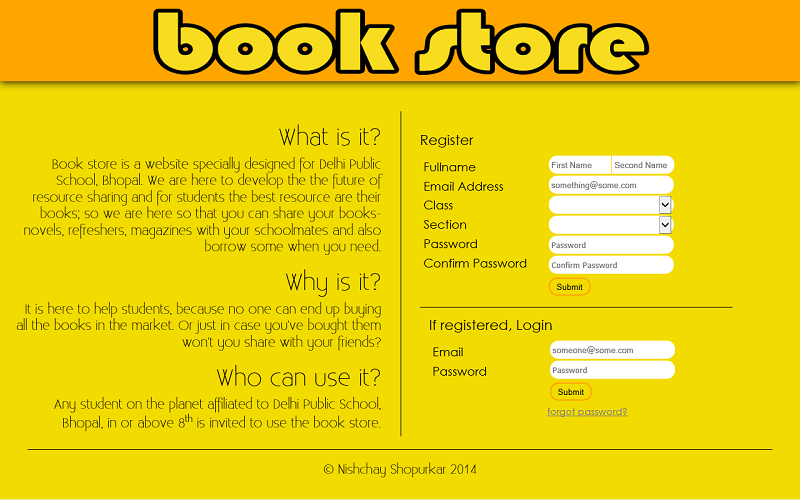 book store
What is it?
Book store is a website specially designed for Delhi Public
School, Bhopal. We are here to develop the the future of
resource sharing and for students the best resource are their
books; so we are here so that you can share your books-
novels, refreshers, magazines with your schoolmates and also
borrow some when you need.
Why is it?
It is here to help students, because no one can end up buying
all the books in the market. Or just in case you've bought them
won't you share with your friends?
Who can use it?
Any student on the planet affiliated to Delhi Public School,
Bhopal, in or above 8th is invited to use the book store.
Register
Fullname First Name Second Name
Email Address something@some.com
Class
Section
Password Password
Confirm Password Confirm Password
Submit
If registered, Login
Email someone@some.com
Password Password
Submit
forgot password?
© Nishchay Shopurkar 2014